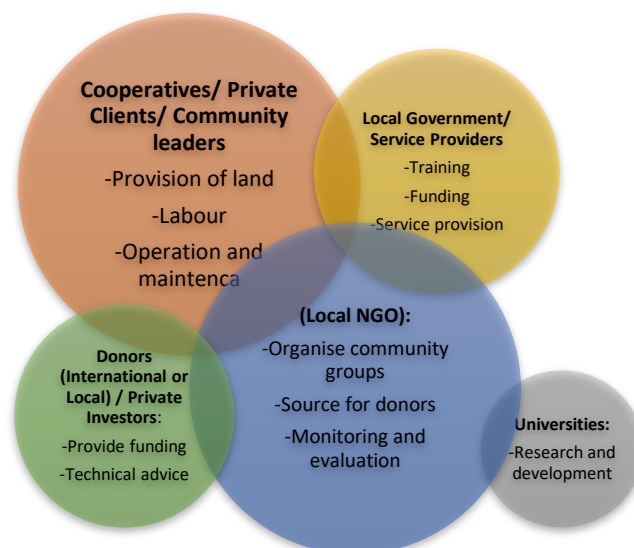 Cooperatives/ Private
Clients/ Community
leaders
-Provision of land
-Labour
-Operation and
maintenca
Local Government/
Service Providers
-Training
-Funding
-Service provision
(Local NGO):
-Organise community
groups
-Source for donors
-Monitoring and
evaluation
Donors
(International or
Local) / Private
Investors:
-Provide funding
-Technical advice
Universities:
-Research and
development